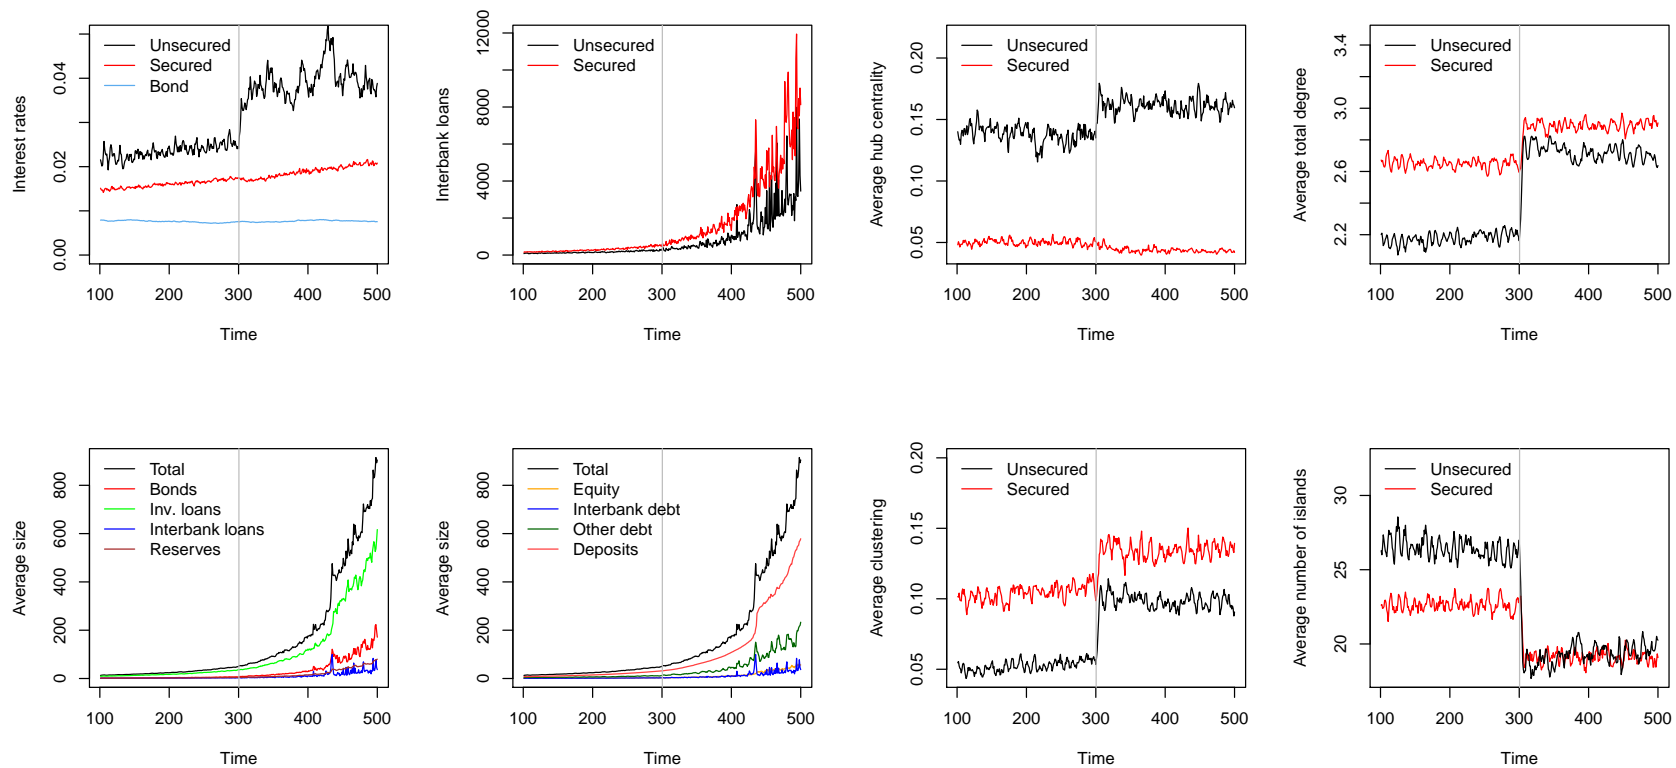 Interest rates
0.00
0.02
0.04
Unsecured
Secured
Bond
100 200 300 400 500
Time
Interbank loans
0
4000
8000
12000
Unsecured
Secured
100 200 300 400 500
Time
Average hub centrality
0.05
0.10
0.15
0.20
Unsecured
Secured
100 200 300 400 500
Time
Average total degree
2.2
2.6
3.0
3.4
Unsecured
Secured
100 200 300 400 500
Time
Average size
0
200
400
600
800
Total
Bonds
Inv. loans
Interbank loans
Reserves
100 200 300 400 500
Time
Average size
0
200
400
600
800
Total
Equity
Interbank debt
Other debt
Deposits
100 200 300 400 500
Time
Average clustering
0.05
0.10
0.15
0.20
Unsecured
Secured
100 200 300 400 500
Time
Average number of islands
20
25
30
Unsecured
Secured
100 200 300 400 500
Time